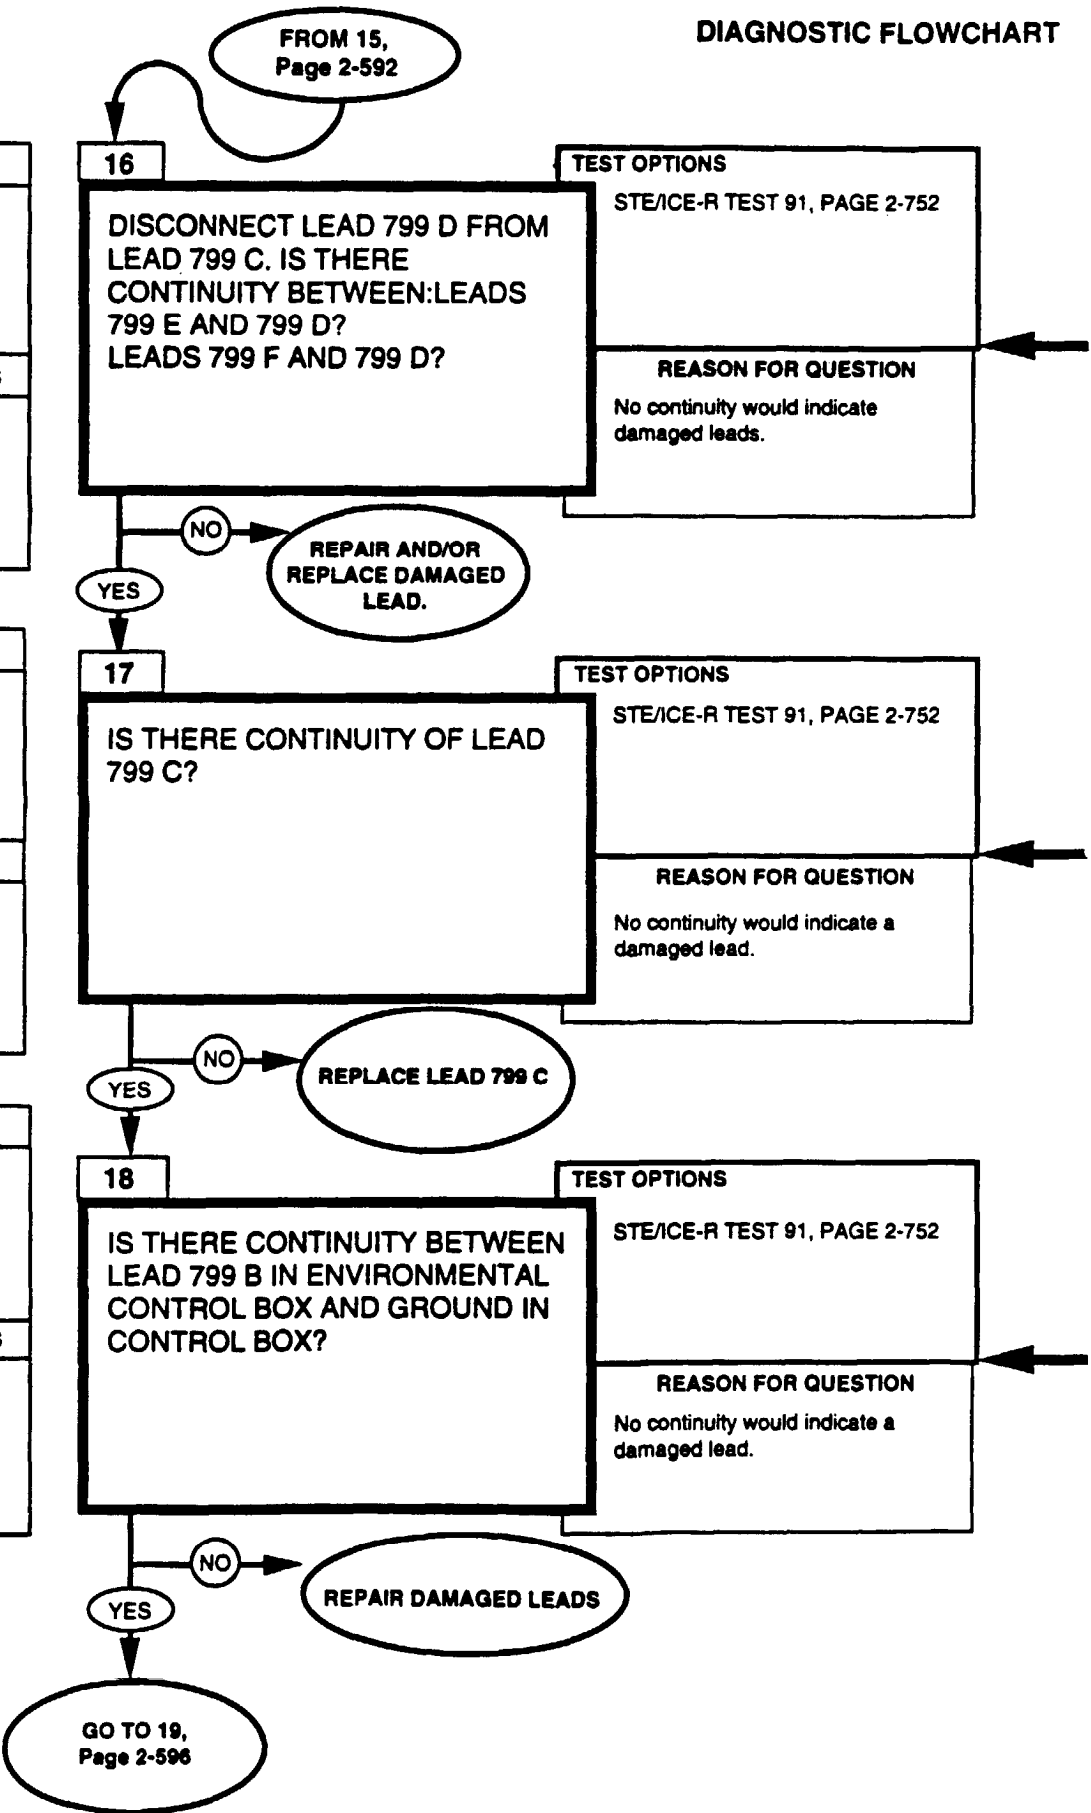 DIAGNOSTIC FLOWCHART
FROM 15,
Page 2-592
16
DISCONNECT LEAD 799 D FROM
LEAD 799 C. IS THERE
CONTINUITY BETWEEN:LEADS
799 E AND 799 D?
LEADS 799 F AND 799 D?
TEST OPTIONS
STE/ICE-R TEST 91, PAGE 2-752
REASON FOR QUESTION
No continuity would indicate
damaged leads.
NO
REPAIR AND/OR
REPLACE DAMAGED
LEAD.
YES
17
IS THERE CONTINUITY OF LEAD
799 C?
TEST OPTIONS
STE/ICE-R TEST 91, PAGE 2-752
REASON FOR QUESTION
No continuity would indicate a
damaged lead.
NO
REPLACE LEAD 799 C
YES
18
IS THERE CONTINUITY BETWEEN
LEAD 799 B IN ENVIRONMENTAL
CONTROL BOX AND GROUND IN
CONTROL BOX?
TEST OPTIONS
STE/ICE-R TEST 91, PAGE 2-752
REASON FOR QUESTION
No continuity would indicate a
damaged lead.
NO
REPAIR DAMAGED LEADS
YES
GO TO 19,
Page 2-596